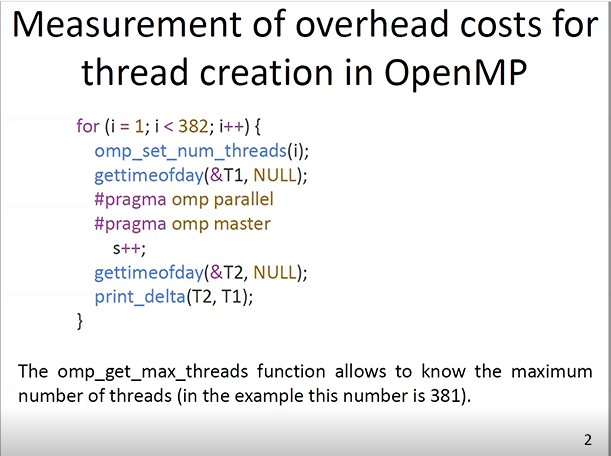 Measurement of overhead costs for
thread creation in OpenMP
for (i = 1; i < 382; i++) {
omp_set_num_threads(i);
gettimeofday(&T1, NULL);
#pragma omp parallel
#pragma omp master
s++;
gettimeofday(&T2, NULL);
print_delta(T2, T1);
}
The omp_get_max_threads function allows to know the maximum
number of threads (in the example this number is 381).
2